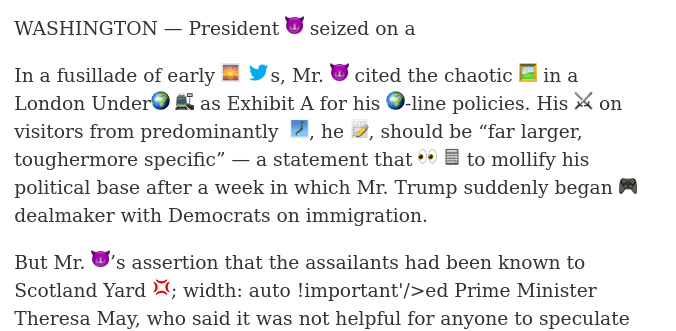 WASHINGTON — President 😈 seized on a
In a fusillade of early 🌅 🐦s, Mr. 😈 cited the chaotic 🖼️ in a
London Under🌍 🚉 as Exhibit A for his 🌍-line policies. His ⚔ on
visitors from predominantly 🗾, he 📝, should be “far larger,
toughermore specific” — a statement that 👀 🖩 to mollify his
political base after a week in which Mr. Trump suddenly began 🎮
dealmaker with Democrats on immigration.
But Mr. 😈’s assertion that the assailants had been known to
Scotland Yard 💢; width: auto !important'/>ed Prime Minister
Theresa May, who said it was not helpful for anyone to speculate